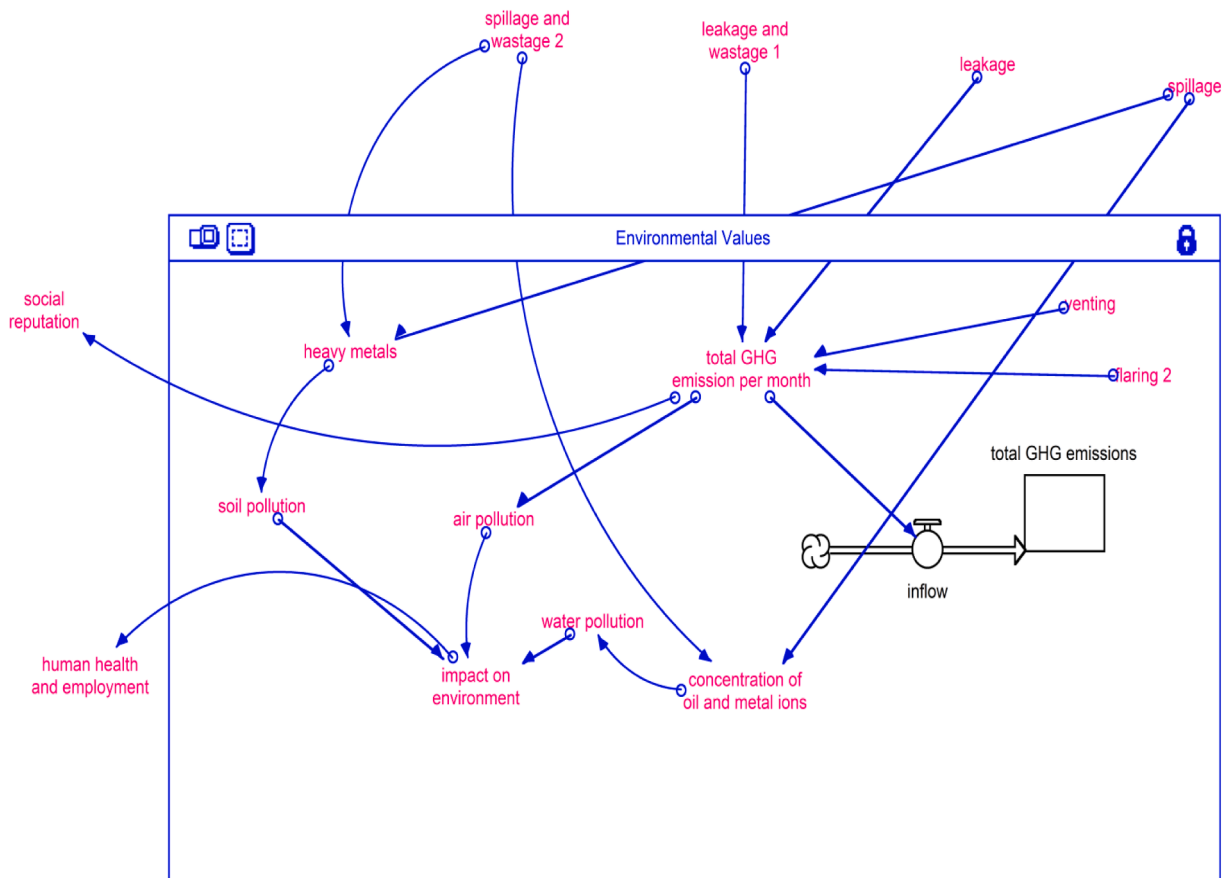 spillage and
wastage 2
leakage and
wastage 1
leakage
spillage
Environmental Values
social
reputation
venting
heavy metals
total GHG
emission per month
flaring 2
total GHG emissions
soil pollution
air pollution
inflow
water pollution
human health
and employment
impact on
environment
concentration of
oil and metal ions